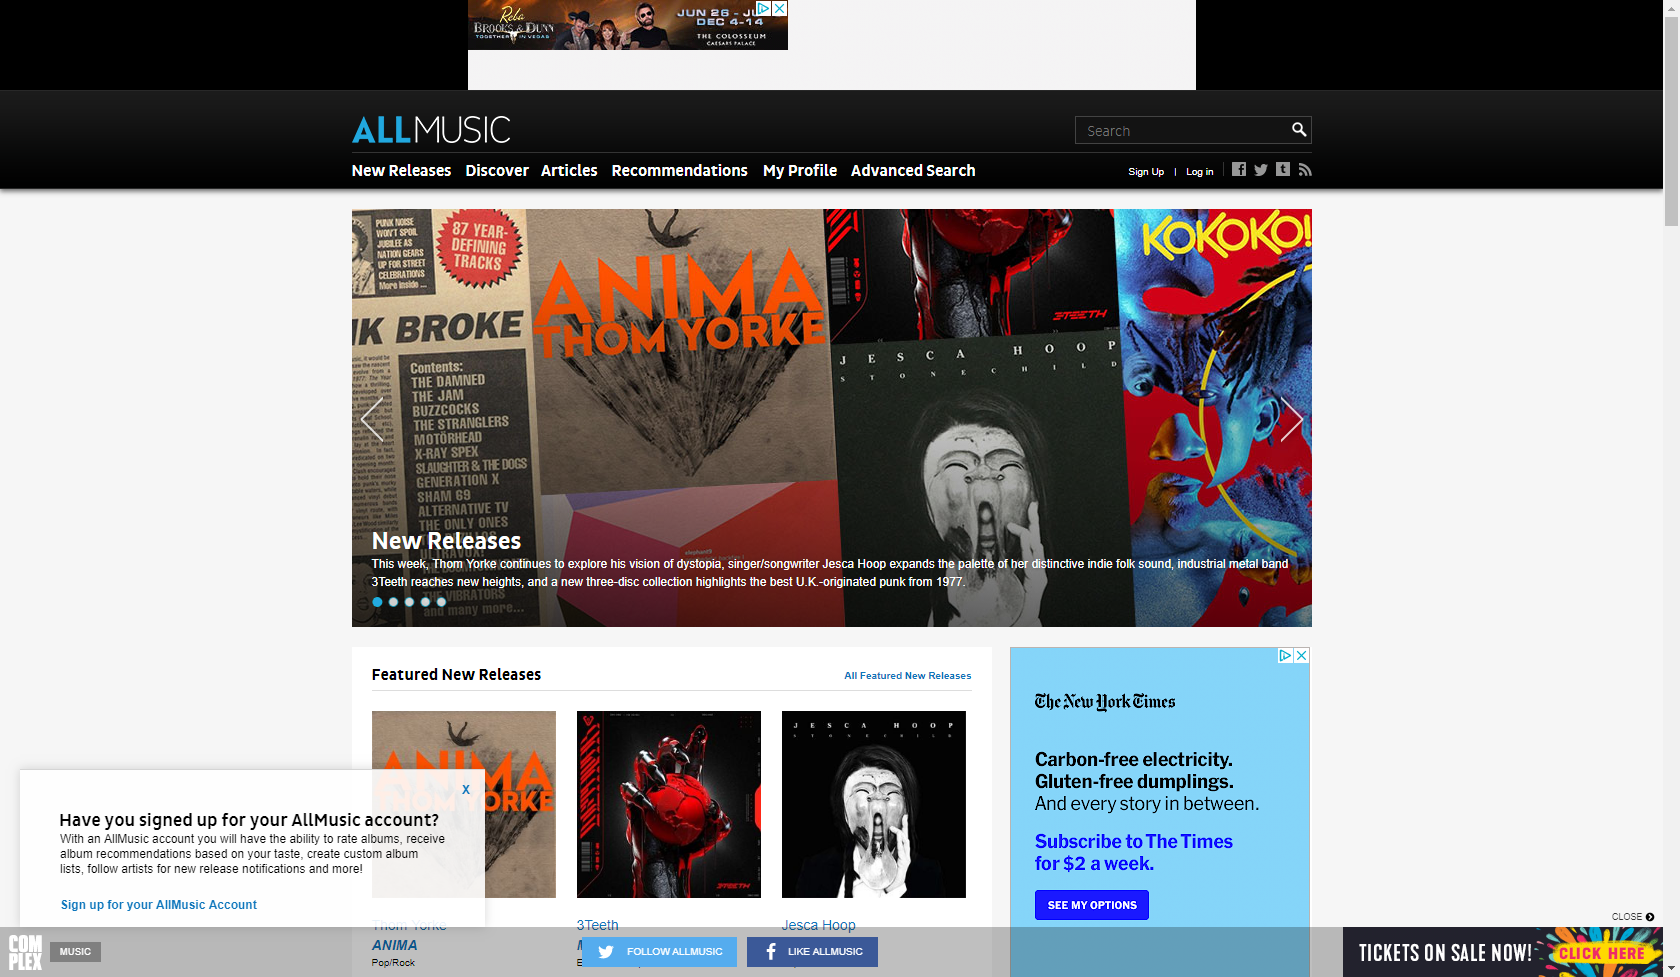 Reba
BROOKS & DUNN
TOGETHER IN VEGAS
JUN 26 - JU
DEC 4-14
THE COLOSSEUM
CAESARS PALACE
ALLMUSIC
Search
New Releases Discover Articles Recommendations My Profile Advanced Search
Sign Up | Log in
PUNK NOISE
WON'T SPOIL
JUBILEE AS
NATION GEARS
UP FOR STREET
CELEBRATIONS
More inside ...
87 YEAR-
DEFINING
TRACKS
K BROKE
Contents:
THE DAMNED
THE JAM
BUZZCOCKS
THE STRANGLERS
MOTÖRHEAD
X-RAY SPEX
SLAUGHTER & THE DOGS
GENERATION X
SHAM 69
ALTERNATIVE TV
THE ONLY ONES
ULTRAVOX!
THE VIBRATORS
and many more...
ANIMA
THOM YORKE
3TEETH
JESCA HOOP
STONECHILD
KOKOKO!
New Releases
This week, Thom Yorke continues to explore his vision of dystopia, singer/songwriter Jesca Hoop expands the palette of her distinctive indie folk sound, industrial metal band
3Teeth reaches new heights, and a new three-disc collection highlights the best U.K.-originated punk from 1977.
Featured New Releases
All Featured New Releases
ANIMA
THOM YORKE
3TEETH
JESCA HOOP
STONECHILD
Thom Yorke
ANIMA
Pop/Rock
3Teeth
Jesca Hoop
The New York Times
Carbon-free electricity.
Gluten-free dumplings.
And every story in between.
Subscribe to The Times
for $2 a week.
SEE MY OPTIONS
X
Have you signed up for your AllMusic account?
With an AllMusic account you will have the ability to rate albums, receive
album recommendations based on your taste, create custom album
lists, follow artists for new release notifications and more!
Sign up for your AllMusic Account
CLOSE
COM
PLEX
MUSIC
FOLLOW ALLMUSIC
LIKE ALLMUSIC
TICKETS ON SALE NOW!
CLICK HERE